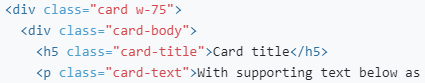 <div class="card w-75">
<div class="card-body">
<h5 class="card-title">Card title</h5>
<p class="card-text">With supporting text below as